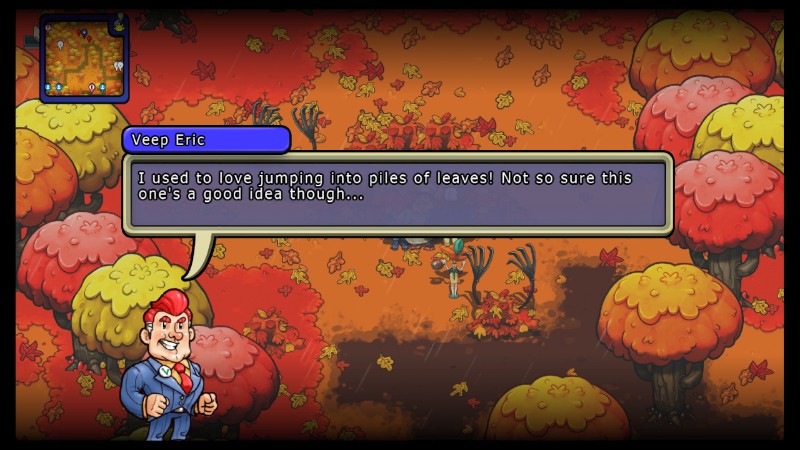 Veep Eric
I used to love jumping into piles of leaves! Not so sure this
one's a good idea though...